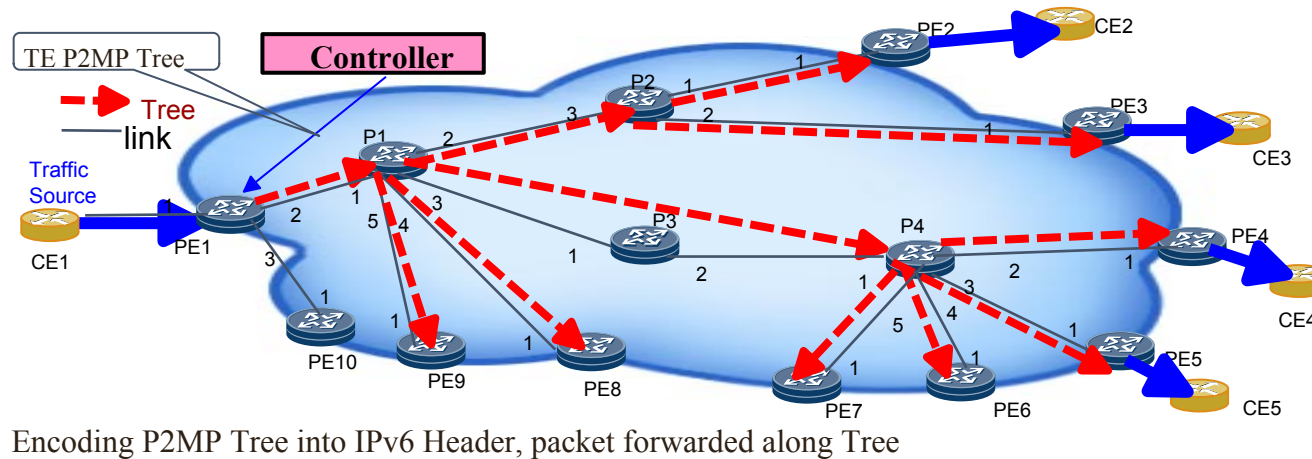 CE2
PE2
TE P2MP Tree
Controller
1
1
P2
Tree
3
2
PE3
link
P1
2
1
CE3
Traffic
Source
1
3
1
5
4
P3
P4
2
PE1
PE4
CE1
3
1
2
1
2
1
3
1
5
4
CE4
1
1
1
1
1
1
PE10
PE9
PE8
PE7
PE6
PE5
CE5
Encoding P2MP Tree into IPv6 Header, packet forwarded along Tree